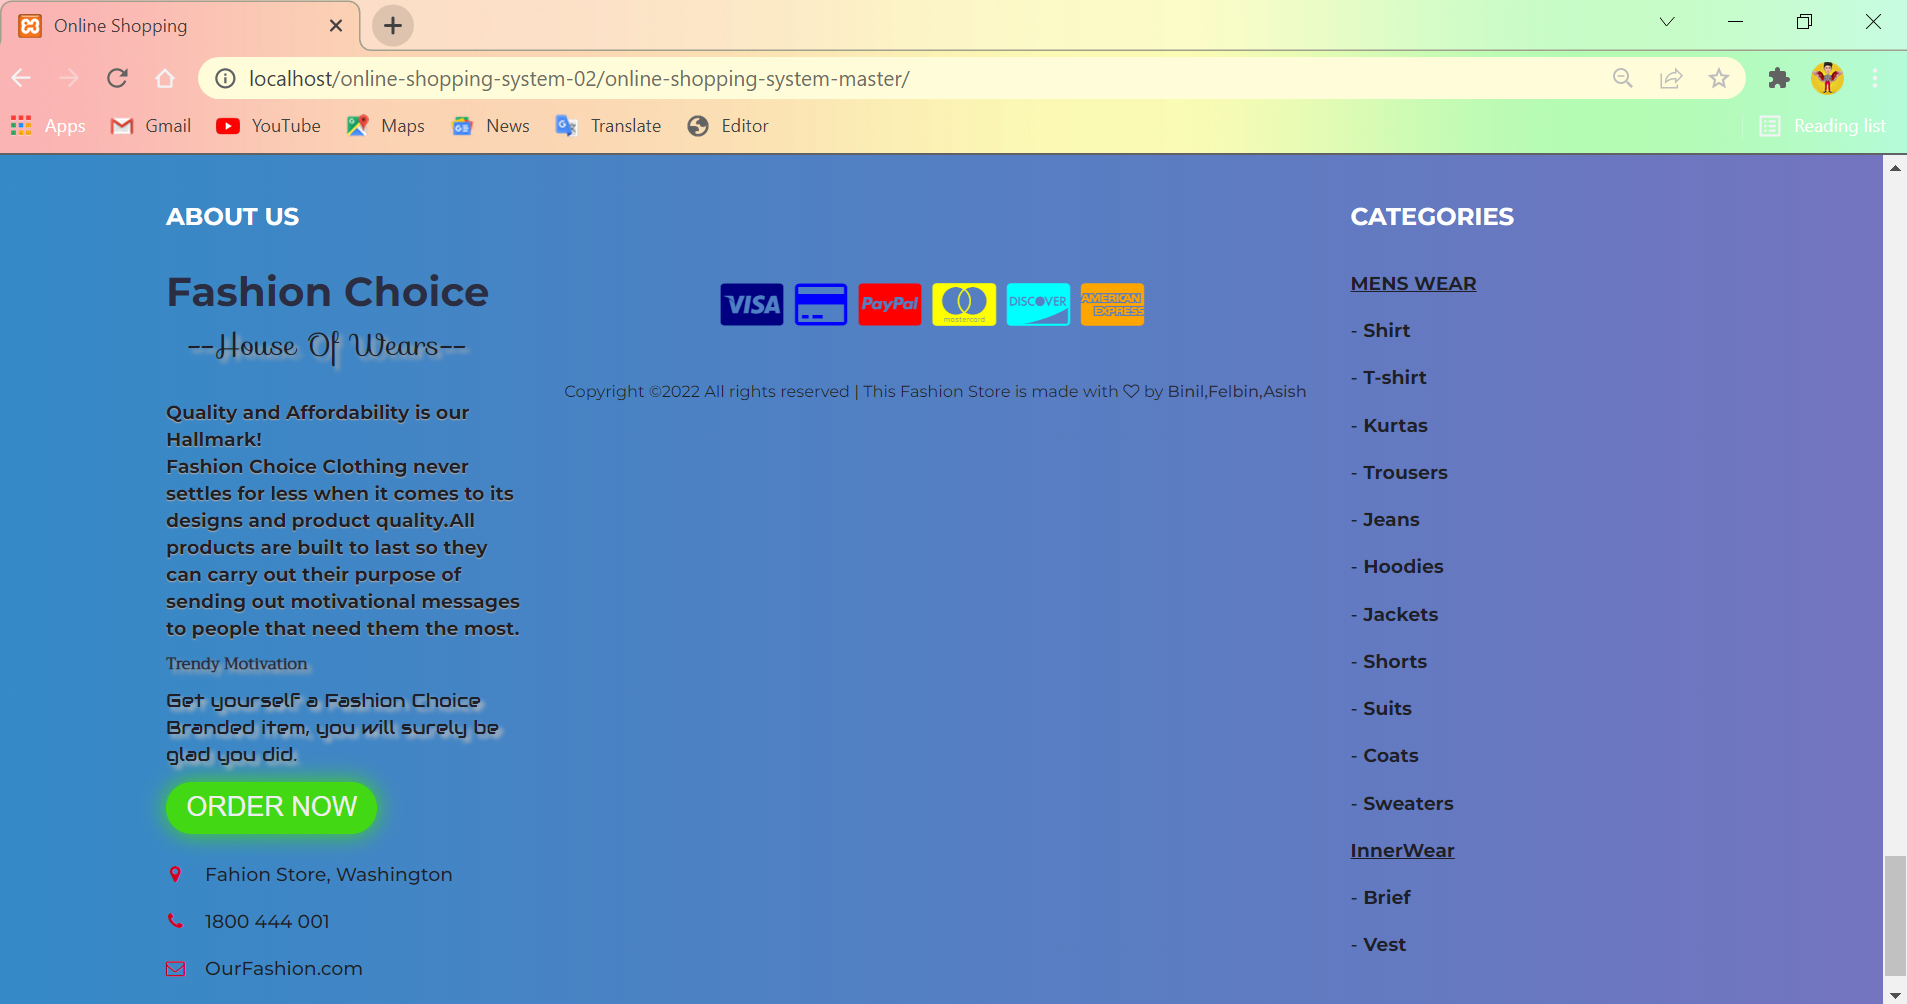 Online Shopping
localhost/online-shopping-system-02/online-shopping-system-master/
Apps
Gmail
YouTube
Maps
News
Translate
Editor
Reading list
ABOUT US
Fashion Choice
--House Of Wears--
Quality and Affordability is our
Hallmark!
Fashion Choice Clothing never
settles for less when it comes to its
designs and product quality.All
products are built to last so they
can carry out their purpose of
sending out motivational messages
to people that need them the most.
Trendy Motivation
Get yourself a Fashion Choice
Branded item, you will surely be
glad you did.
ORDER NOW
Fahion Store, Washington
1800 444 001
OurFashion.com
VISA
PayPal
mastercard
DISCOVER
AMERICAN
EXPRESS
Copyright ©2022 All rights reserved | This Fashion Store is made with ♡ by Binil,Felbin,Asish
CATEGORIES
MENS WEAR
- Shirt
- T-shirt
- Kurtas
- Trousers
- Jeans
- Hoodies
- Jackets
- Shorts
- Suits
- Coats
- Sweaters
InnerWear
- Brief
- Vest